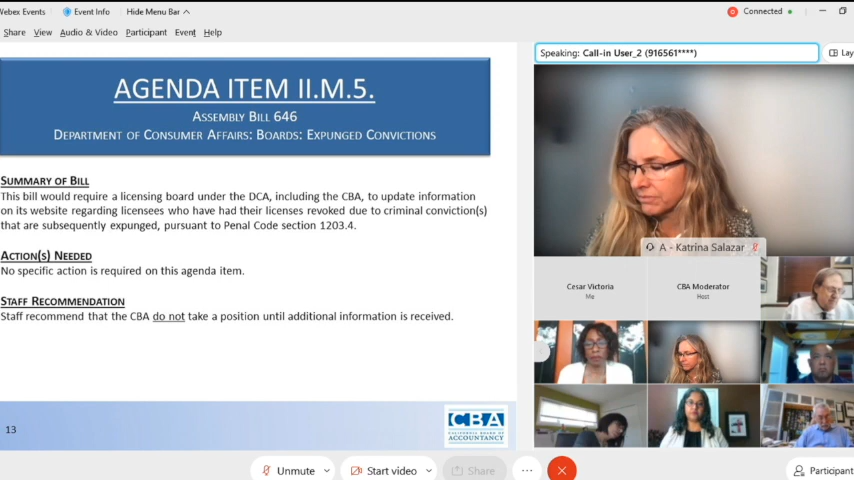 Webex Events Event Info Hide Menu Bar Connected
Share View Audio & Video Participant Event Help
Speaking: Call-in User_2 (916561****) Lay
AGENDA ITEM II.M.5.
ASSEMBLY BILL 646
DEPARTMENT OF CONSUMER AFFAIRS: BOARDS: EXPUNGED CONVICTIONS
SUMMARY OF BILL
This bill would require a licensing board under the DCA, including the CBA, to update information
on its website regarding licensees who have had their licenses revoked due to criminal conviction(s)
that are subsequently expunged, pursuant to Penal Code section 1203.4.
ACTION(S) NEEDED
No specific action is required on this agenda item.
STAFF RECOMMENDATION
Staff recommend that the CBA do not take a position until additional information is received.
13
CBA
CALIFORNIA BOARD OF
ACCOUNTANCY
A - Katrina Salazar
Cesar Victoria
Me
CBA Moderator
Host
Unmute Start video Share Participant